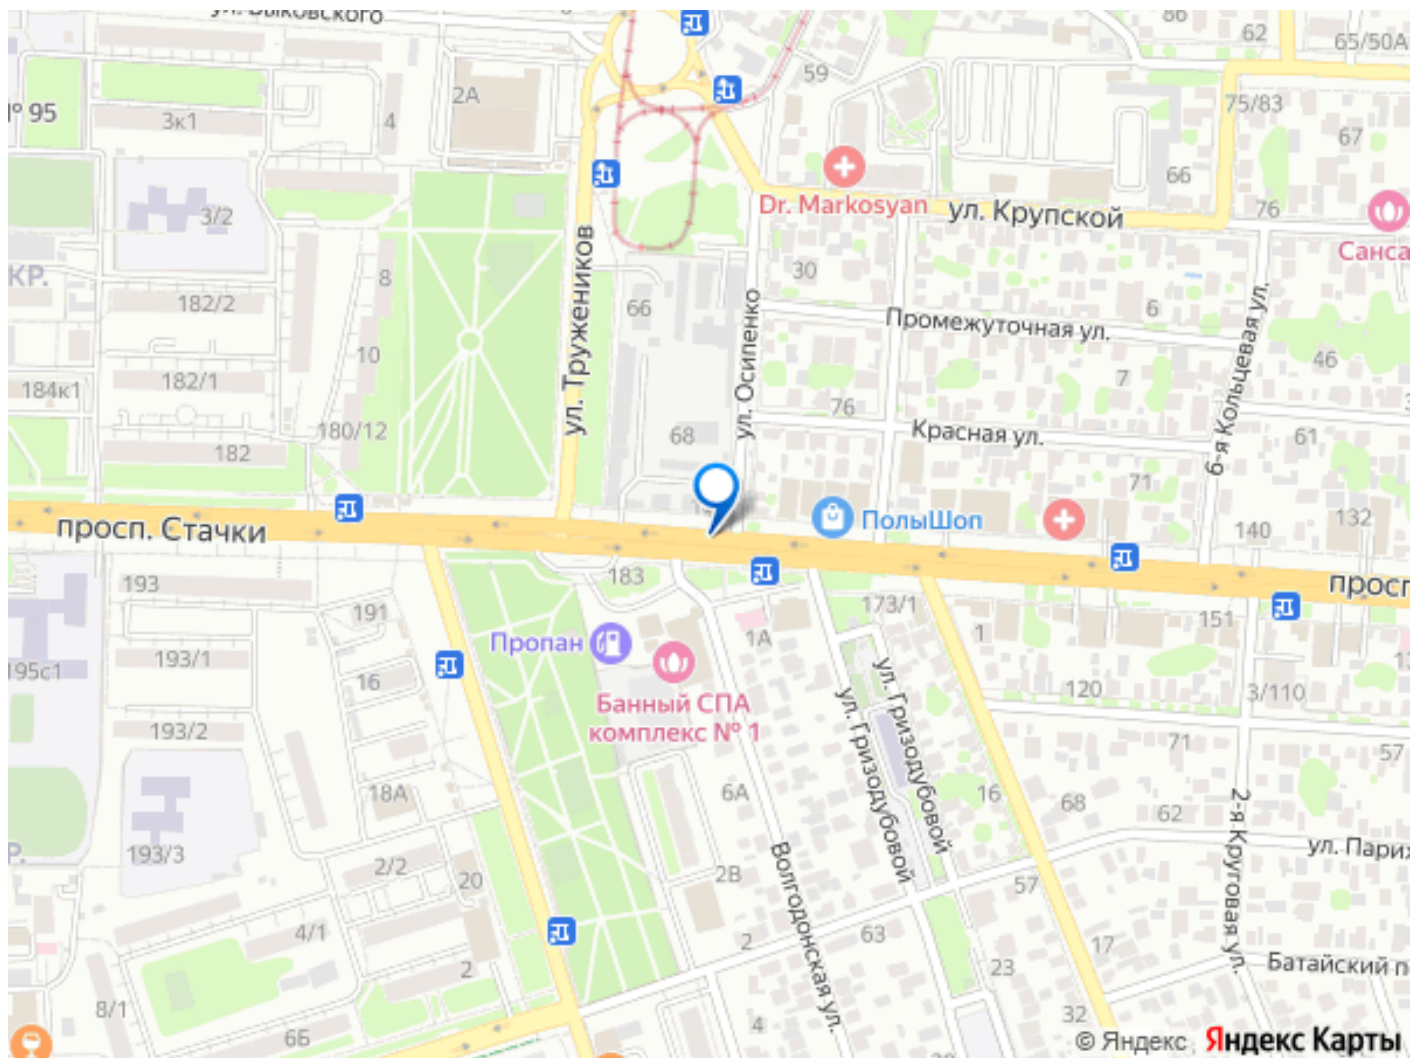 ул. Быковского
62
65/50А
86
59
2А
№ 95
3к1
4
75/83
67
66
Dr. Markosyan
ул. Крупской
76
Санса
3/2
КР.
8
30
182/2
66
ул. Тружеников
ул. Осипенко
Промежуточная ул.
6
6-я Кольцевая ул.
46
10
182/1
184к1
7
76
180/12
182
68
Красная ул.
61
71
просп. Стачки
ПолыШоп
140
132
193
183
173/1
просп
191
1
151
Пропан
1А
193/1
195с1
16
120
3/110
Банный СПА
комплекс № 1
ул. Гризодубовой
ул. Гризодубовой
193/2
71
57
18А
6А
16
68
62
2-я Круговая ул.
193/3
Р.
2/2
20
2В
Волгодонская ул.
57
ул. Париж
4/1
2
2
63
17
23
Батайский п
8/1
6Б
4
32
© Яндекс Яндекс Карты